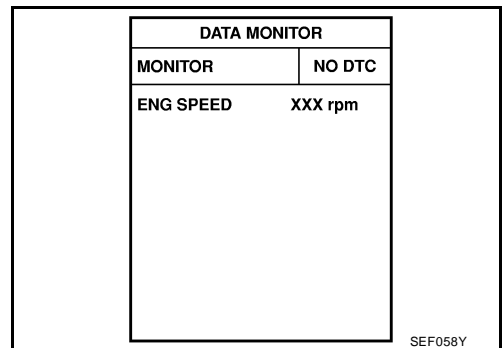 DATA MONITOR
MONITOR NO DTC
ENG SPEED XXX rpm
SEF058Y